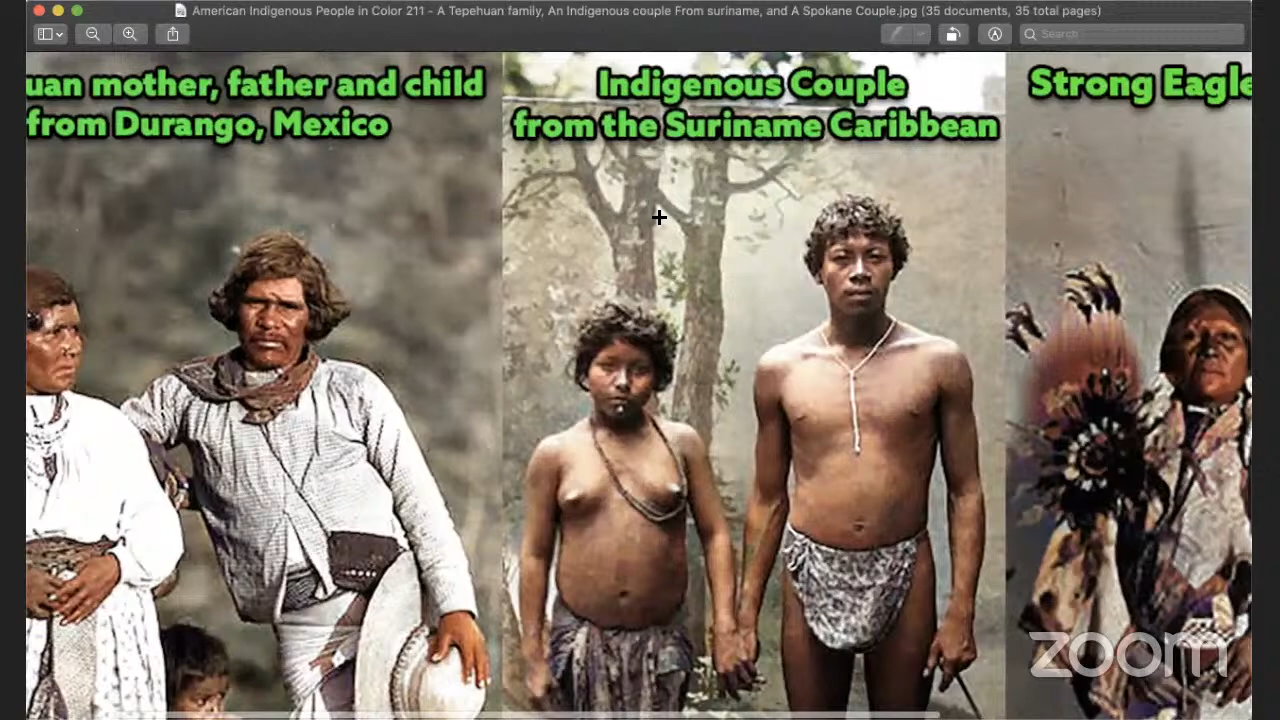 American Indigenous People in Color 211 - A Tepehuan family, An Indigenous couple From suriname, and A Spokane Couple.jpg (35 documents, 35 total pages)
Search
uan mother, father and child
from Durango, Mexico
Indigenous Couple
from the Suriname Caribbean
Strong Eagle
zoom